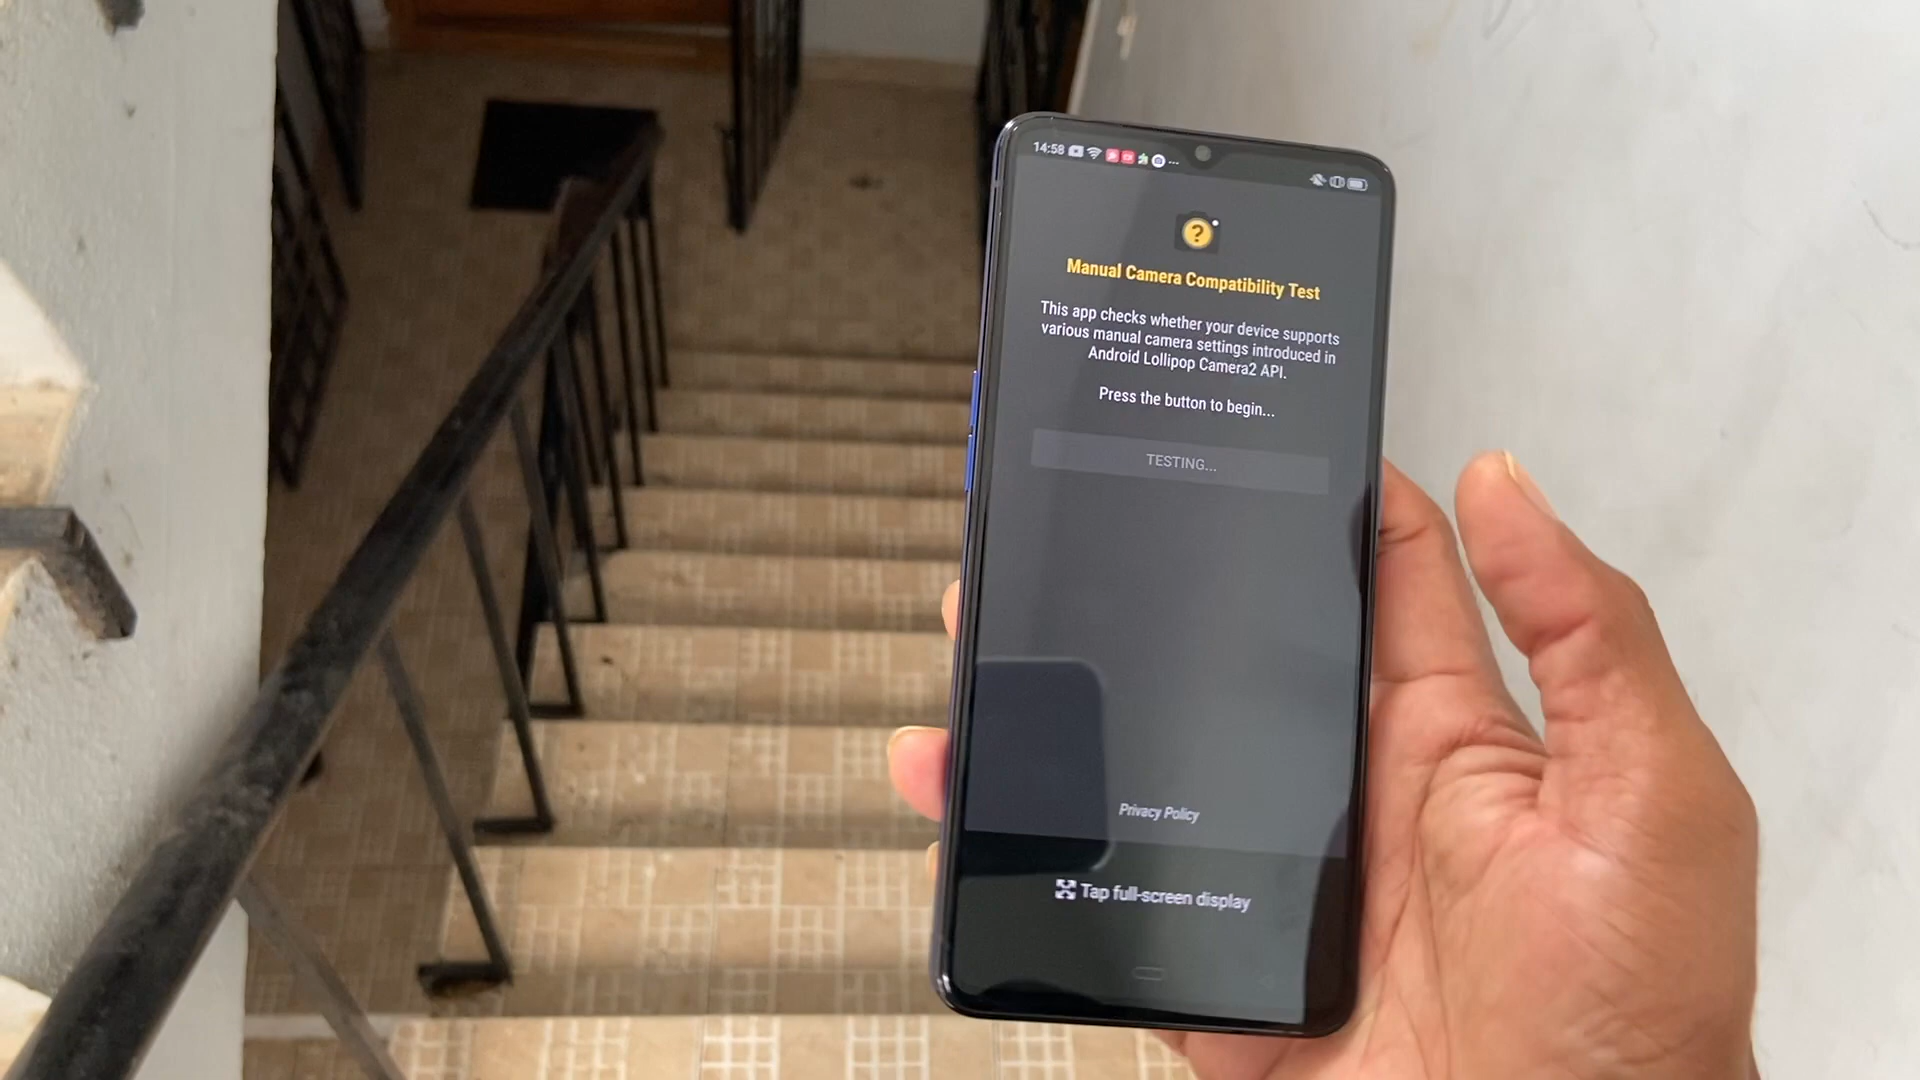 14:58
?
Manual Camera Compatibility Test
This app checks whether your device supports
various manual camera settings introduced in
Android Lollipop Camera2 API.
Press the button to begin...
TESTING...
Privacy Policy
Tap full-screen display